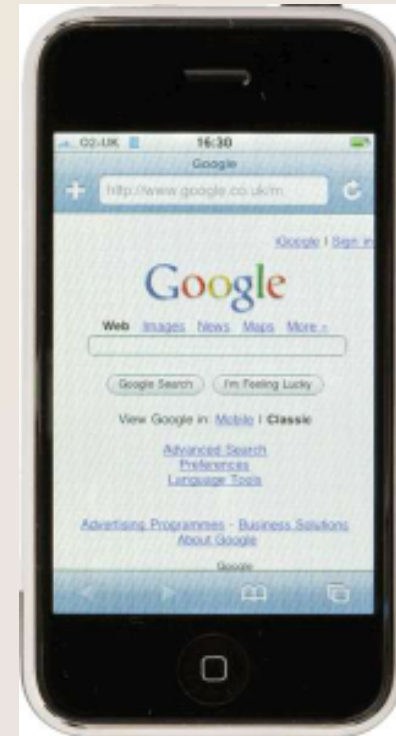 O2-UK 16:30
Google
http://www.google.co.uk/m
iGoogle | Sign in
Google
Web Images News Maps More »
Google Search I'm Feeling Lucky
View Google in: Mobile | Classic
Advanced Search
Preferences
Language Tools
Advertising Programmes - Business Solutions
About Google
Google